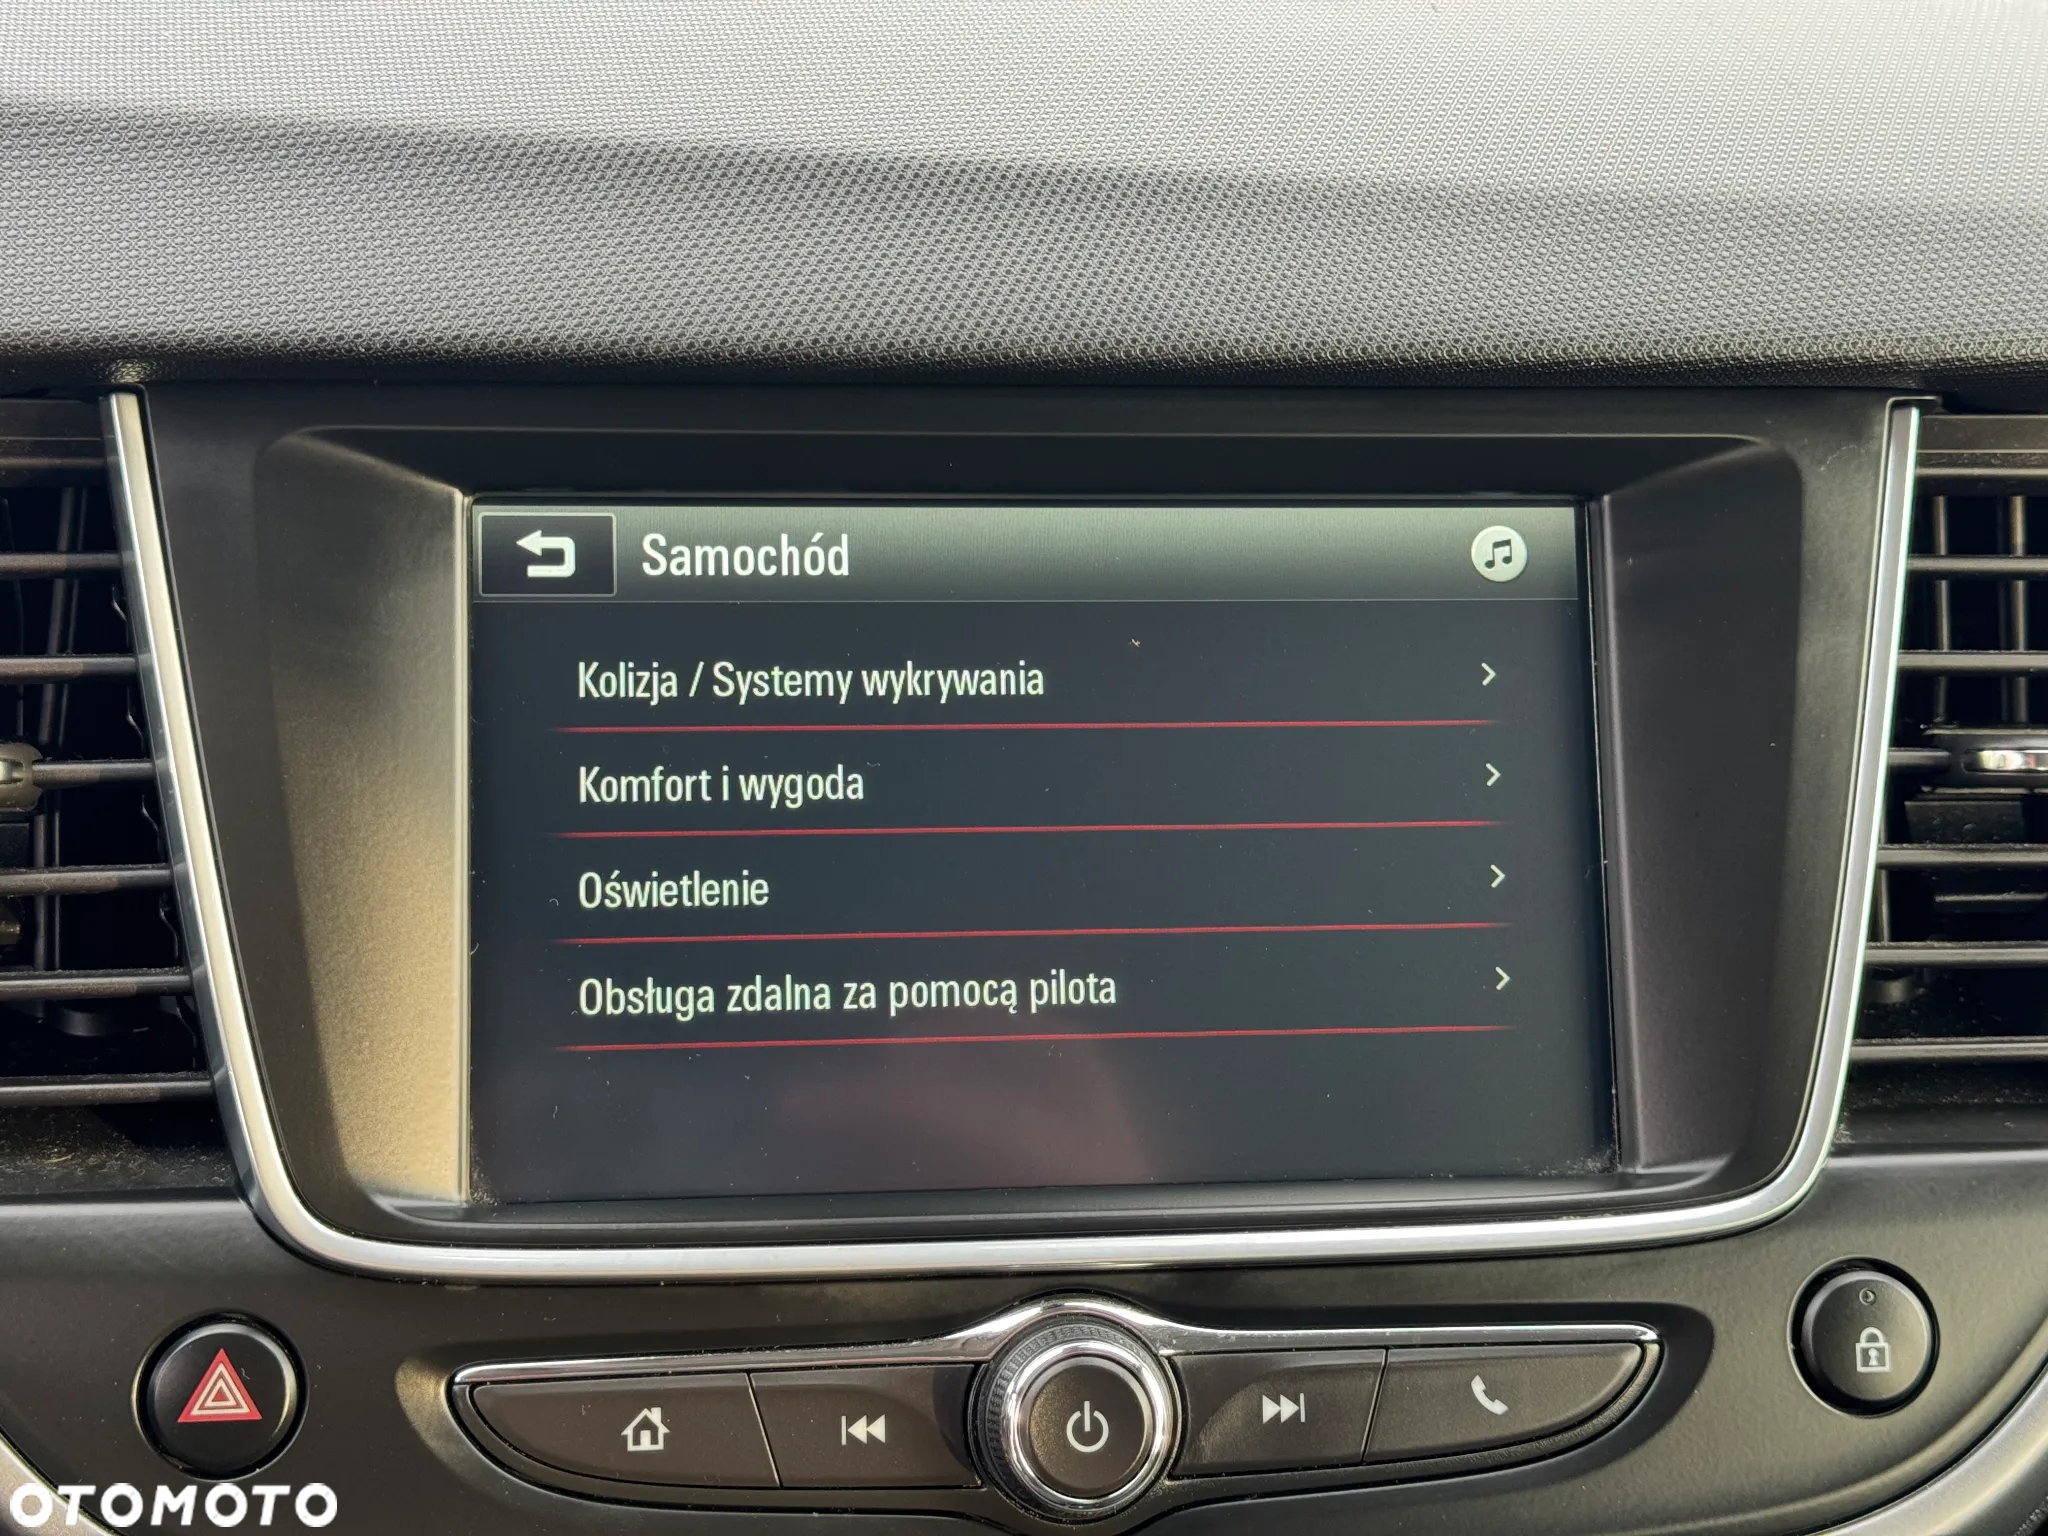 Samochód
Kolizja / Systemy wykrywania
Komfort i wygoda
Oświetlenie
Obsługa zdalna za pomocą pilota
OTOMOTO